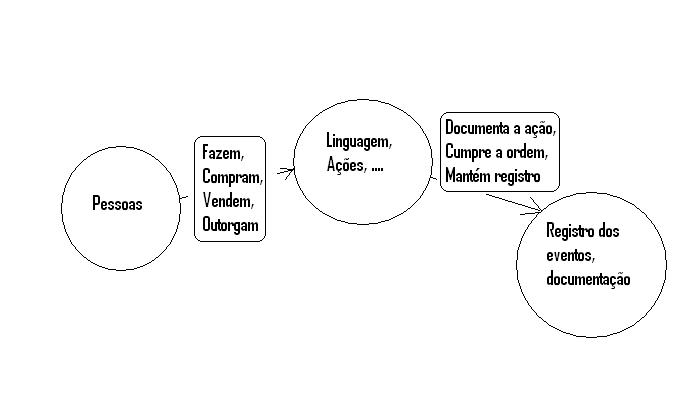 Pessoas
Fazem,
Compram,
Vendem,
Outorgam
Linguagem,
Ações, ....
Documenta a ação,
Cumpre a ordem,
Mantém registro
Registro dos
eventos,
documentação